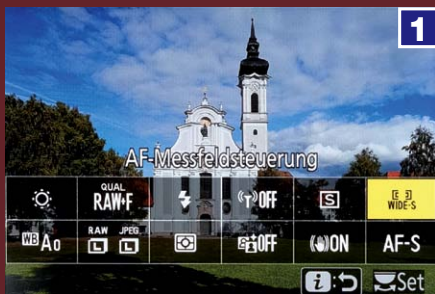 1
AF-Messfeldsteuerung
QUAL RAW+F OFF S WIDE-S
WB A0 RAW L JPEG L OFF ON AF-S
i Set